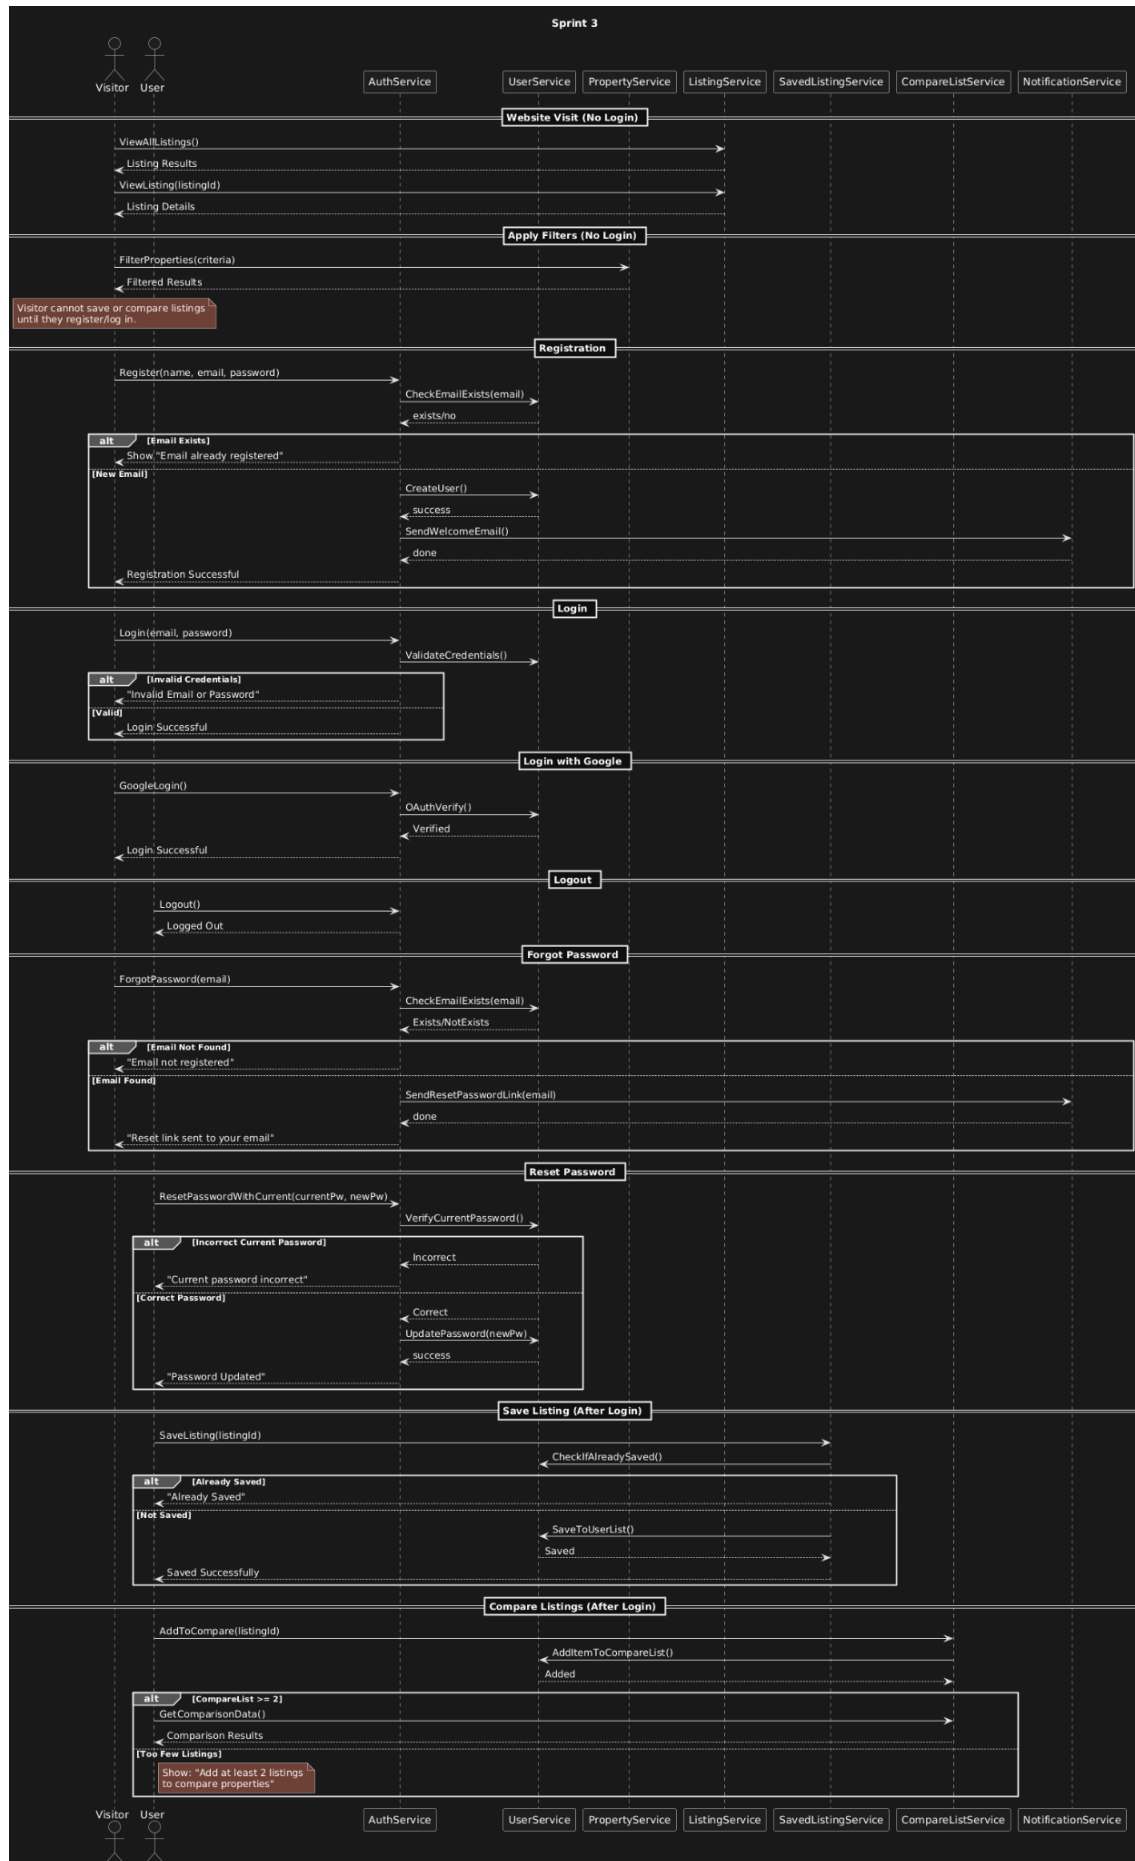 Sprint 3
Visitor
User
AuthService
UserService
PropertyService
ListingService
SavedListingService
CompareListService
NotificationService
Website Visit (No Login)
ViewAllListings()
Listing Results
ViewListing(listingId)
Listing Details
Apply Filters (No Login)
FilterProperties(criteria)
Filtered Results
Visitor cannot save or compare listings
until they register/log in.
Registration
Register(name, email, password)
CheckEmailExists(email)
exists/no
alt [Email Exists]
Show "Email already registered"
[New Email]
CreateUser()
success
SendWelcomeEmail()
done
Registration Successful
Login
Login(email, password)
ValidateCredentials()
alt [Invalid Credentials]
"Invalid Email or Password"
[Valid]
Login Successful
Login with Google
GoogleLogin()
OAuthVerify()
Verified
Login Successful
Logout
Logout()
Logged Out
Forgot Password
ForgotPassword(email)
CheckEmailExists(email)
Exists/NotExists
alt [Email Not Found]
"Email not registered"
[Email Found]
SendResetPasswordLink(email)
done
"Reset link sent to your email"
Reset Password
ResetPasswordWithCurrent(currentPw, newPw)
VerifyCurrentPassword()
alt [Incorrect Current Password]
Incorrect
"Current password incorrect"
[Correct Password]
Correct
UpdatePassword(newPw)
success
"Password Updated"
Save Listing (After Login)
SaveListing(listingId)
CheckIfAlreadySaved()
alt [Already Saved]
"Already Saved"
[Not Saved]
SaveToUserList()
Saved
Saved Successfully
Compare Listings (After Login)
AddToCompare(listingId)
AddItemToCompareList()
Added
alt [CompareList >= 2]
GetComparisonData()
Comparison Results
[Too Few Listings]
Show: "Add at least 2 listings
to compare properties"
Visitor
User
AuthService
UserService
PropertyService
ListingService
SavedListingService
CompareListService
NotificationService